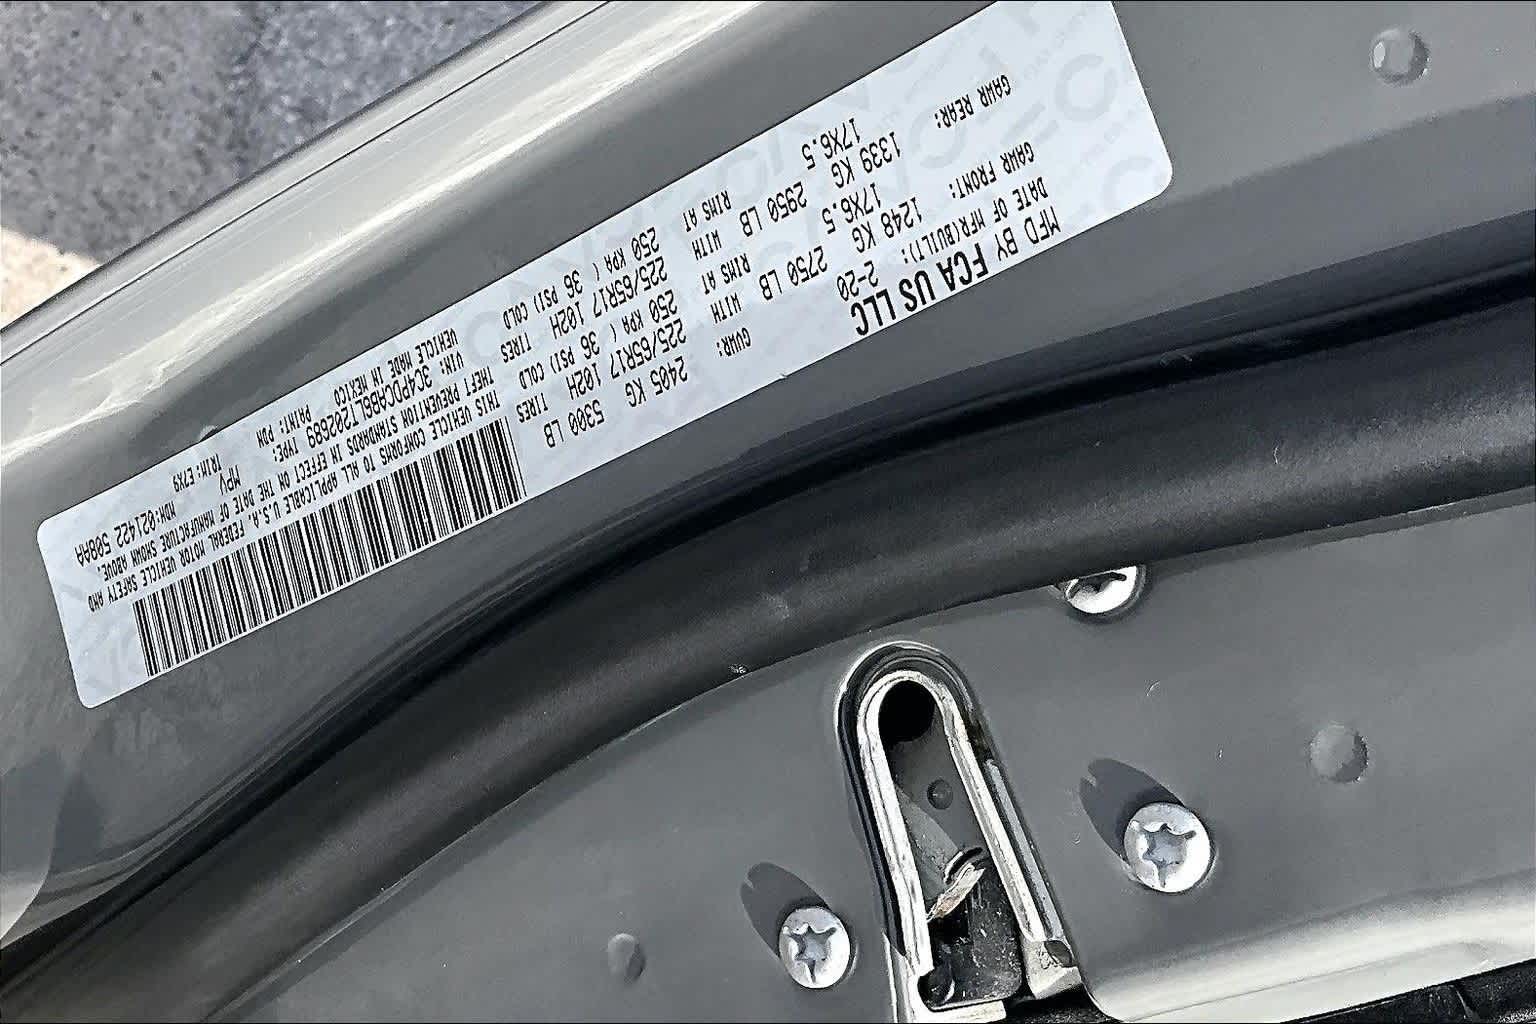 MFD BY FCA US LLC
DATE OF MFR(BUILT): 2-20 GVWR: 2405 KG 5300 LB
GAWR FRONT: 1248 KG 2750 LB WITH 225/65R17 102H TIRES
17X6.5 RIMS AT 250 KPA ( 36 PSI) COLD
GAWR REAR: 1339 KG 2950 LB WITH 225/65R17 102H TIRES
17X6.5 RIMS AT 250 KPA ( 36 PSI) COLD
THIS VEHICLE CONFORMS TO ALL APPLICABLE U.S.A. FEDERAL MOTOR VEHICLE SAFETY AND
THEFT PREVENTION STANDARDS IN EFFECT ON THE DATE OF MANUFACTURE SHOWN ABOVE.
VIN: 3C4PDCAB6LT202689 TYPE: MPV MDH:021422 508AA
VEHICLE MADE IN MEXICO PAINT: PDN TRIM:E7X9